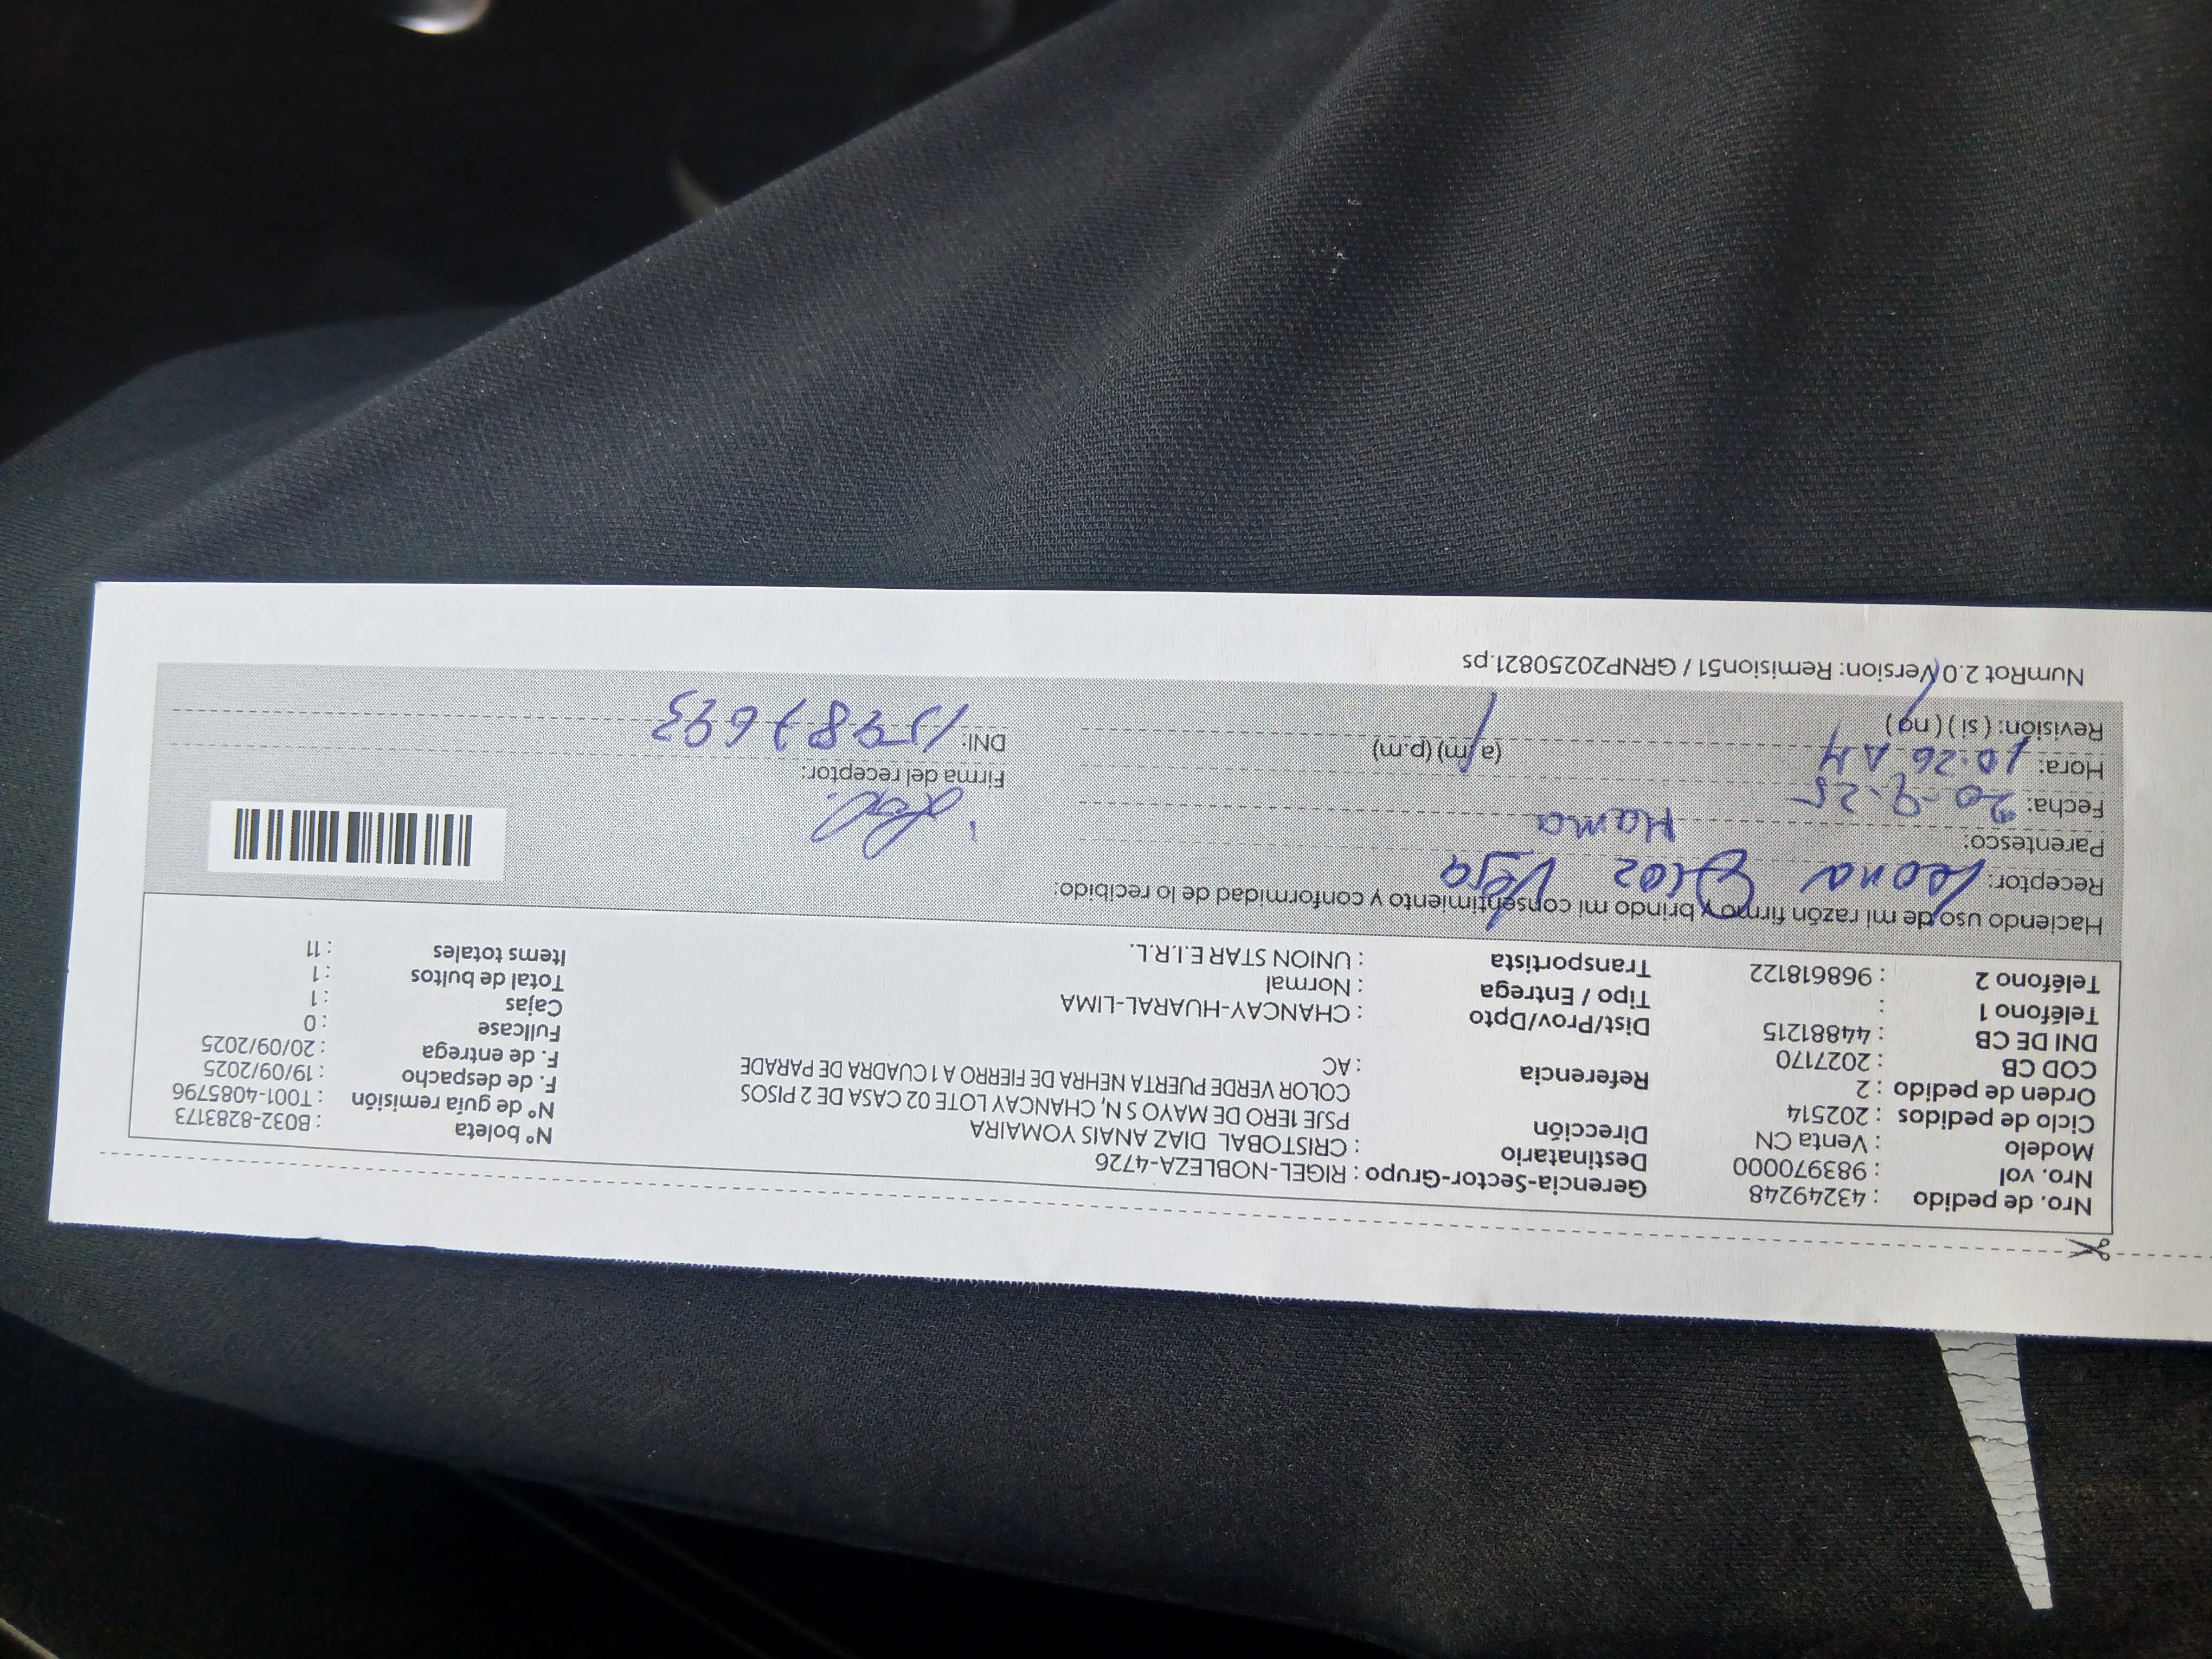 Nro. de pedido : 43249248 Gerencia-Sector-Grupo : RIGEL-NOBLEZA-4726
Nro. vol : 983970000 Destinatario : CRISTOBAL DIAZ ANAIS YOMAIRA Nº boleta : B032-8283173
Modelo : Venta CN Dirección PSJE 1ERO DE MAYO S N, CHANCAY LOTE 02 CASA DE 2 PISOS Nº de guía remisión : T001-4085796
Ciclo de pedidos : 202514 COLOR VERDE PUERTA NEHRA DE FIERRO A 1 CUADRA DE PARADE F. de despacho : 19/09/2025
Orden de pedido : 2 Referencia : AC F. de entrega : 20/09/2025
COD CB : 2027170 Fullcase : 0
DNI DE CB : 44881215 Dist/Prov/Dpto : CHANCAY-HUARAL-LIMA Cajas : 1
Teléfono 1 : Tipo / Entrega : Normal Total de bultos : 1
Teléfono 2 : 968618122 Transportista : UNION STAR E.I.R.L. Items totales : 11
Haciendo uso de mi razón firmo y brindo mi consentimiento y conformidad de lo recibido:
Receptor: Diaz Vega
Parentesco: Mama
Fecha: 20-9-25 Firma del receptor:
Hora: 10:26 AM (a.m) (p.m) DNI: 15987693
Revisión: ( si ) ( no )
NumRot 2.0 Version: Remision51 / GRNP20250821.ps